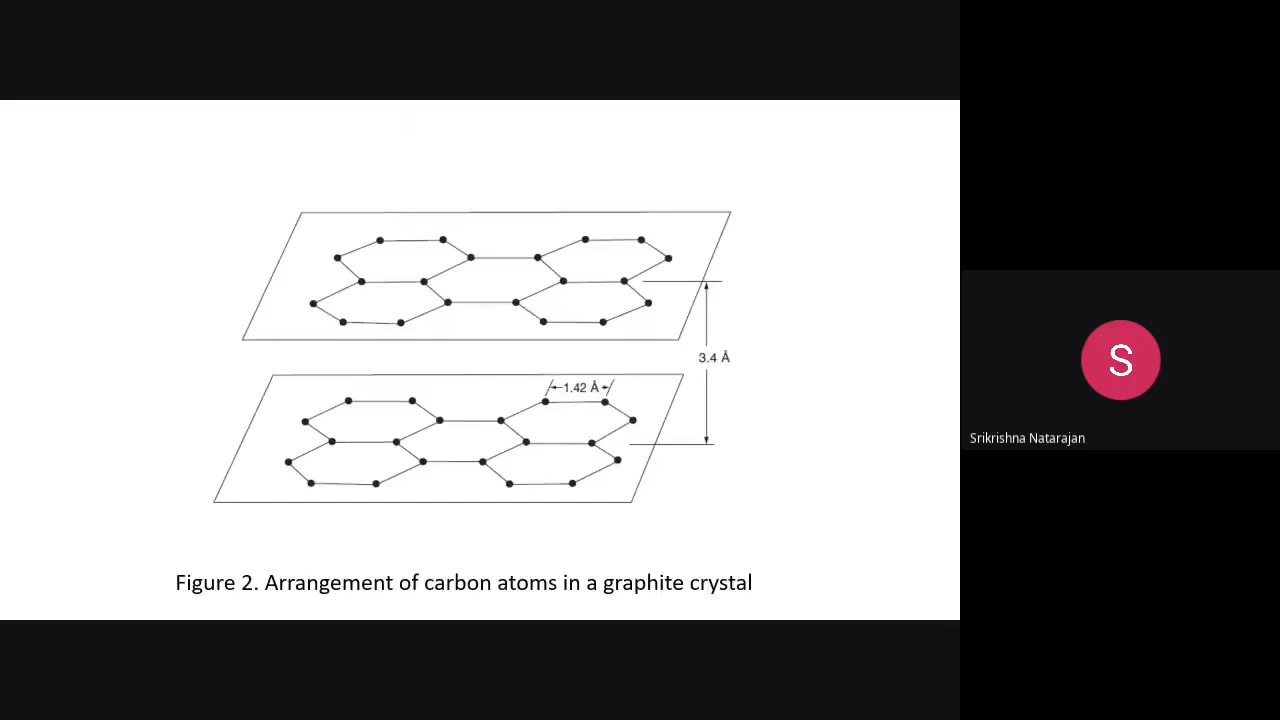 3.4 Å
1.42 Å
Figure 2. Arrangement of carbon atoms in a graphite crystal
S
Srikrishna Natarajan